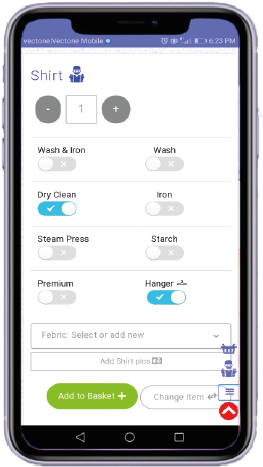 vectone|Vectone Mobile 6:23 PM
Shirt
- 1 +
Wash & Iron Wash
Dry Clean Iron
Steam Press Starch
Premium Hanger
Febric: Select or add new
Add Shirt pics
Add to Basket + Change Item